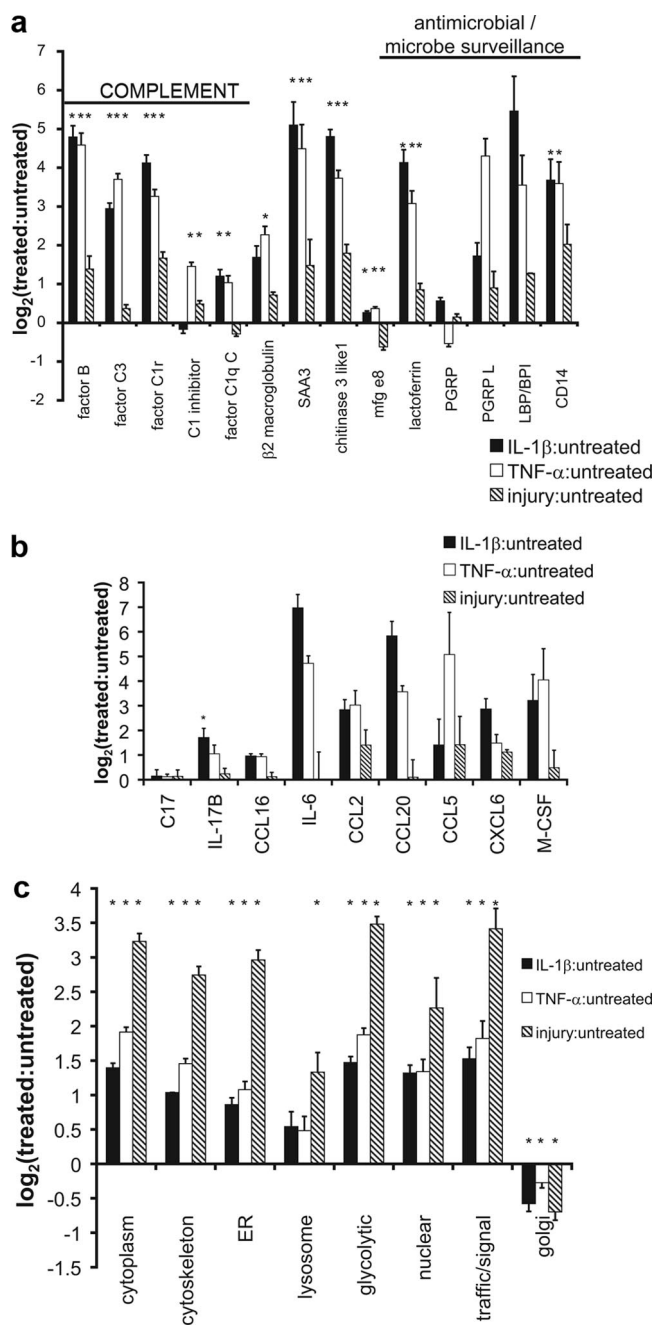 a
antimicrobial /
microbe surveillance
COMPLEMENT
log2(treated:untreated)
7
6
5
4
3
2
1
0
-1
-2
*** *** *** ** ** * *** *** * ** * ** **
factor B
factor C3
factor C1r
C1 inhibitor
factor C1q C
β2 macroglobulin
SAA3
chitinase 3 like1
mfg e8
lactoferrin
PGRP
PGRP L
LBP/BPI
CD14
IL-1β:untreated
TNF-α:untreated
injury:untreated
b
IL-1β:untreated
TNF-α:untreated
injury:untreated
log2(treated:untreated)
8
7
6
5
4
3
2
1
0
*
C17
IL-17B
CCL16
IL-6
CCL2
CCL20
CCL5
CXCL6
M-CSF
c
log2(treated:untreated)
4
3.5
3
2.5
2
1.5
1
0.5
0
-0.5
-1
-1.5
* * * * * * * * * * * * * * * * * * *
* * *
IL-1β:untreated
TNF-α:untreated
injury:untreated
cytoplasm
cytoskeleton
ER
lysosome
glycolytic
nuclear
traffic/signal
golgi